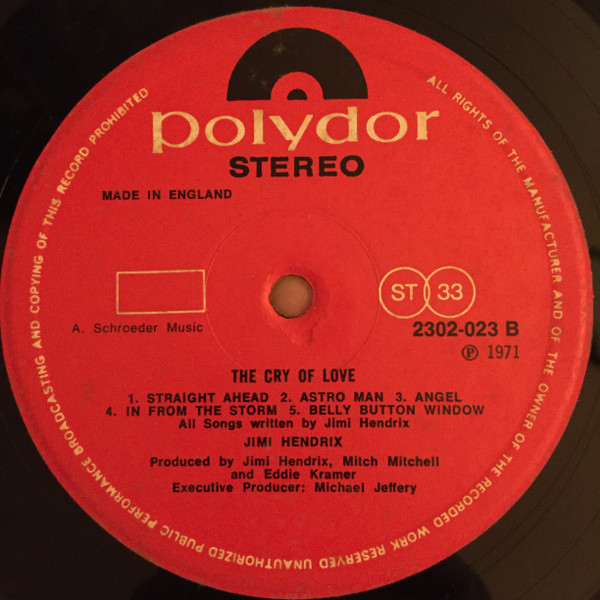 polydor
STEREO
MADE IN ENGLAND
ST 33
A. Schroeder Music
2302-023 B
℗ 1971
THE CRY OF LOVE
1. STRAIGHT AHEAD 2. ASTRO MAN 3. ANGEL
4. IN FROM THE STORM 5. BELLY BUTTON WINDOW
All Songs written by Jimi Hendrix
JIMI HENDRIX
Produced by Jimi Hendrix, Mitch Mitchell
and Eddie Kramer
Executive Producer: Michael Jeffery
ALL RIGHTS OF THE MANUFACTURER AND OF THE OWNER OF THE RECORDED WORK RESERVED UNAUTHORIZED PUBLIC PERFORMANCE BROADCASTING AND COPYING OF THIS RECORD PROHIBITED